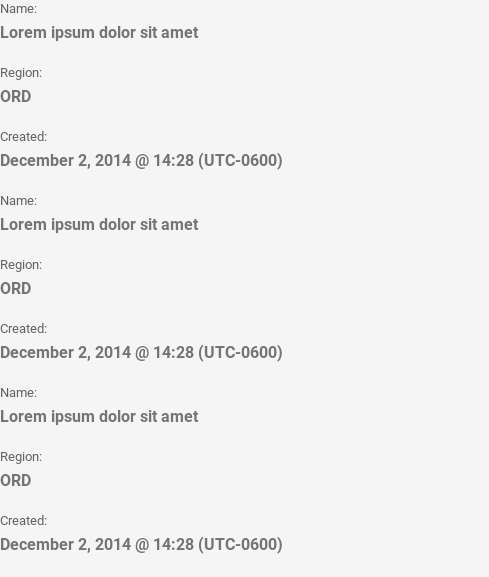 Name:
Lorem ipsum dolor sit amet
Region:
ORD
Created:
December 2, 2014 @ 14:28 (UTC-0600)
Name:
Lorem ipsum dolor sit amet
Region:
ORD
Created:
December 2, 2014 @ 14:28 (UTC-0600)
Name:
Lorem ipsum dolor sit amet
Region:
ORD
Created:
December 2, 2014 @ 14:28 (UTC-0600)